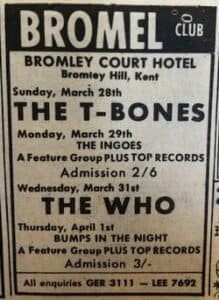 BROMEL CLUB
BROMLEY COURT HOTEL
Bromley Hill, Kent
Sunday, March 28th
THE T-BONES
Monday, March 29th
THE INGOES
A Feature Group PLUS TOP RECORDS
Admission 2/6
Wednesday, March 31st
THE WHO
Thursday, April 1st
BUMPS IN THE NIGHT
A Feature Group PLUS TOP RECORDS
Admission 3/-
All enquiries GER 3111 — LEE 7692